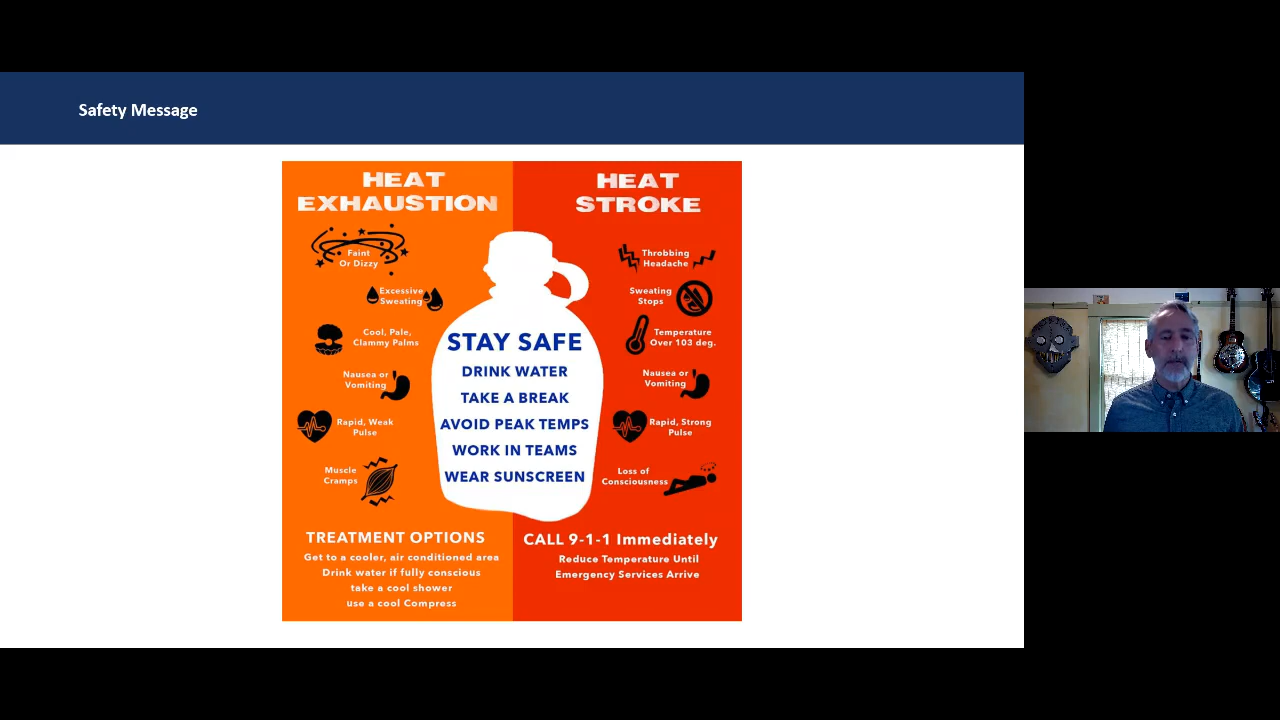 Safety Message
HEAT
EXHAUSTION
Faint
Or Dizzy
Excessive
Sweating
Cool, Pale,
Clammy Palms
Nausea or
Vomiting
Rapid, Weak
Pulse
Muscle
Cramps
TREATMENT OPTIONS
Get to a cooler, air conditioned area
Drink water if fully conscious
take a cool shower
use a cool Compress
STAY SAFE
DRINK WATER
TAKE A BREAK
AVOID PEAK TEMPS
WORK IN TEAMS
WEAR SUNSCREEN
HEAT
STROKE
Throbbing
Headache
Sweating
Stops
Temperature
Over 103 deg.
Nausea or
Vomiting
Rapid, Strong
Pulse
Loss of
Consciousness
CALL 9-1-1 Immediately
Reduce Temperature Until
Emergency Services Arrive